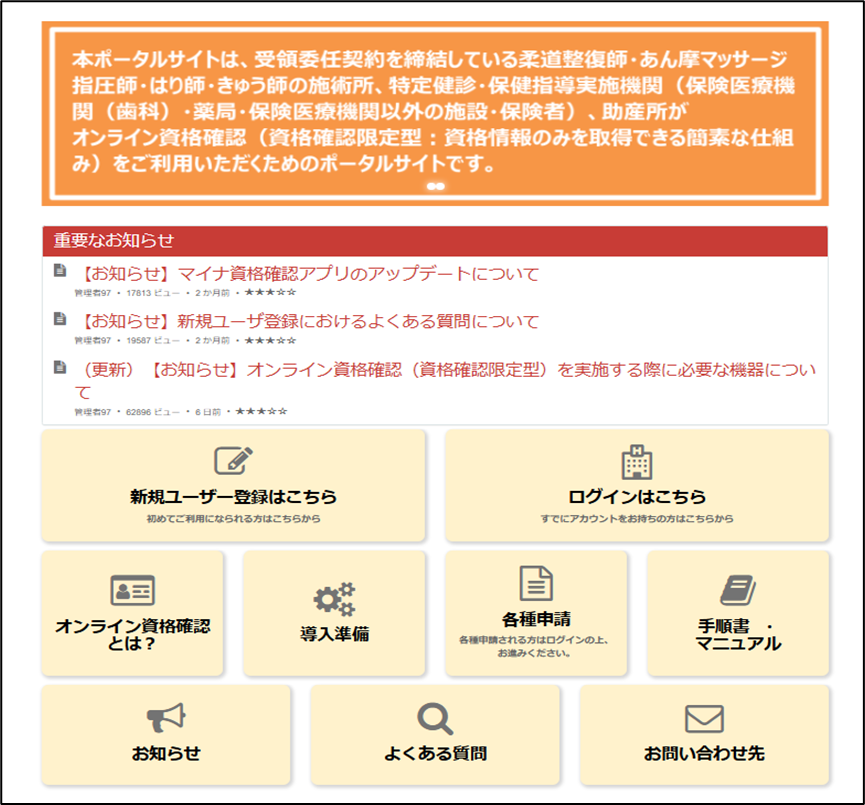 本ポータルサイトは、受領委任契約を締結している柔道整復師・あん摩マッサージ
指圧師・はり師・きゅう師の施術所、特定健診・保健指導実施機関（保険医療機
関（歯科）・薬局・保険医療機関以外の施設・保険者）、助産所が
オンライン資格確認（資格確認限定型：資格情報のみを取得できる簡素な仕組
み）をご利用いただくためのポータルサイトです。
重要なお知らせ
【お知らせ】マイナ資格確認アプリのアップデートについて
管理者97 • 17813 ビュー • 2 か月前 • ★★★☆☆
【お知らせ】新規ユーザ登録におけるよくある質問について
管理者97 • 19587 ビュー • 2 か月前 • ★★★☆☆
（更新）【お知らせ】オンライン資格確認（資格確認限定型）を実施する際に必要な機器につい
て
管理者97 • 62896 ビュー • 6 日前 • ★★★☆☆
新規ユーザー登録はこちら
初めてご利用になられる方はこちらから
ログインはこちら
すでにアカウントをお持ちの方はこちらから
オンライン資格確認
とは？
導入準備
各種申請
各種申請される方はログインの上、
お進みください。
手順書　・
マニュアル
お知らせ
よくある質問
お問い合わせ先